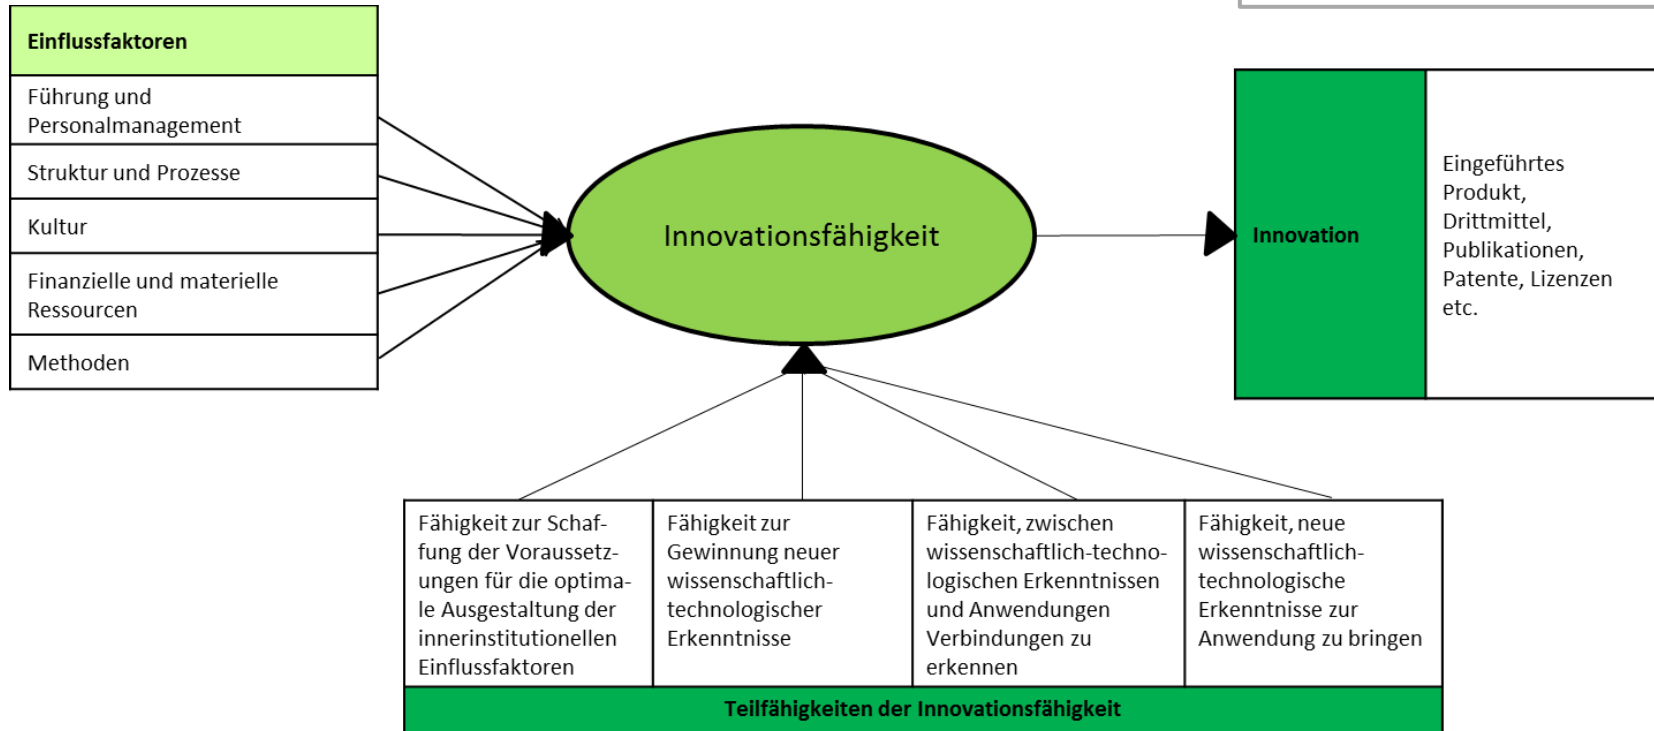 Einflussfaktoren
Führung und
Personalmanagement
Struktur und Prozesse
Kultur
Finanzielle und materielle
Ressourcen
Methoden
Innovationsfähigkeit
Innovation
Eingeführtes
Produkt,
Drittmittel,
Publikationen,
Patente, Lizenzen
etc.
Fähigkeit zur Schaf-
fung der Voraussetz-
ungen für die optima-
le Ausgestaltung der
innerinstitutionellen
Einflussfaktoren
Fähigkeit zur
Gewinnung neuer
wissenschaftlich-
technologischer
Erkenntnisse
Fähigkeit, zwischen
wissenschaftlich-techno-
logischen Erkenntnissen
und Anwendungen
Verbindungen zu
erkennen
Fähigkeit, neue
wissenschaftlich-
technologische
Erkenntnisse zur
Anwendung zu bringen
Teilfähigkeiten der Innovationsfähigkeit